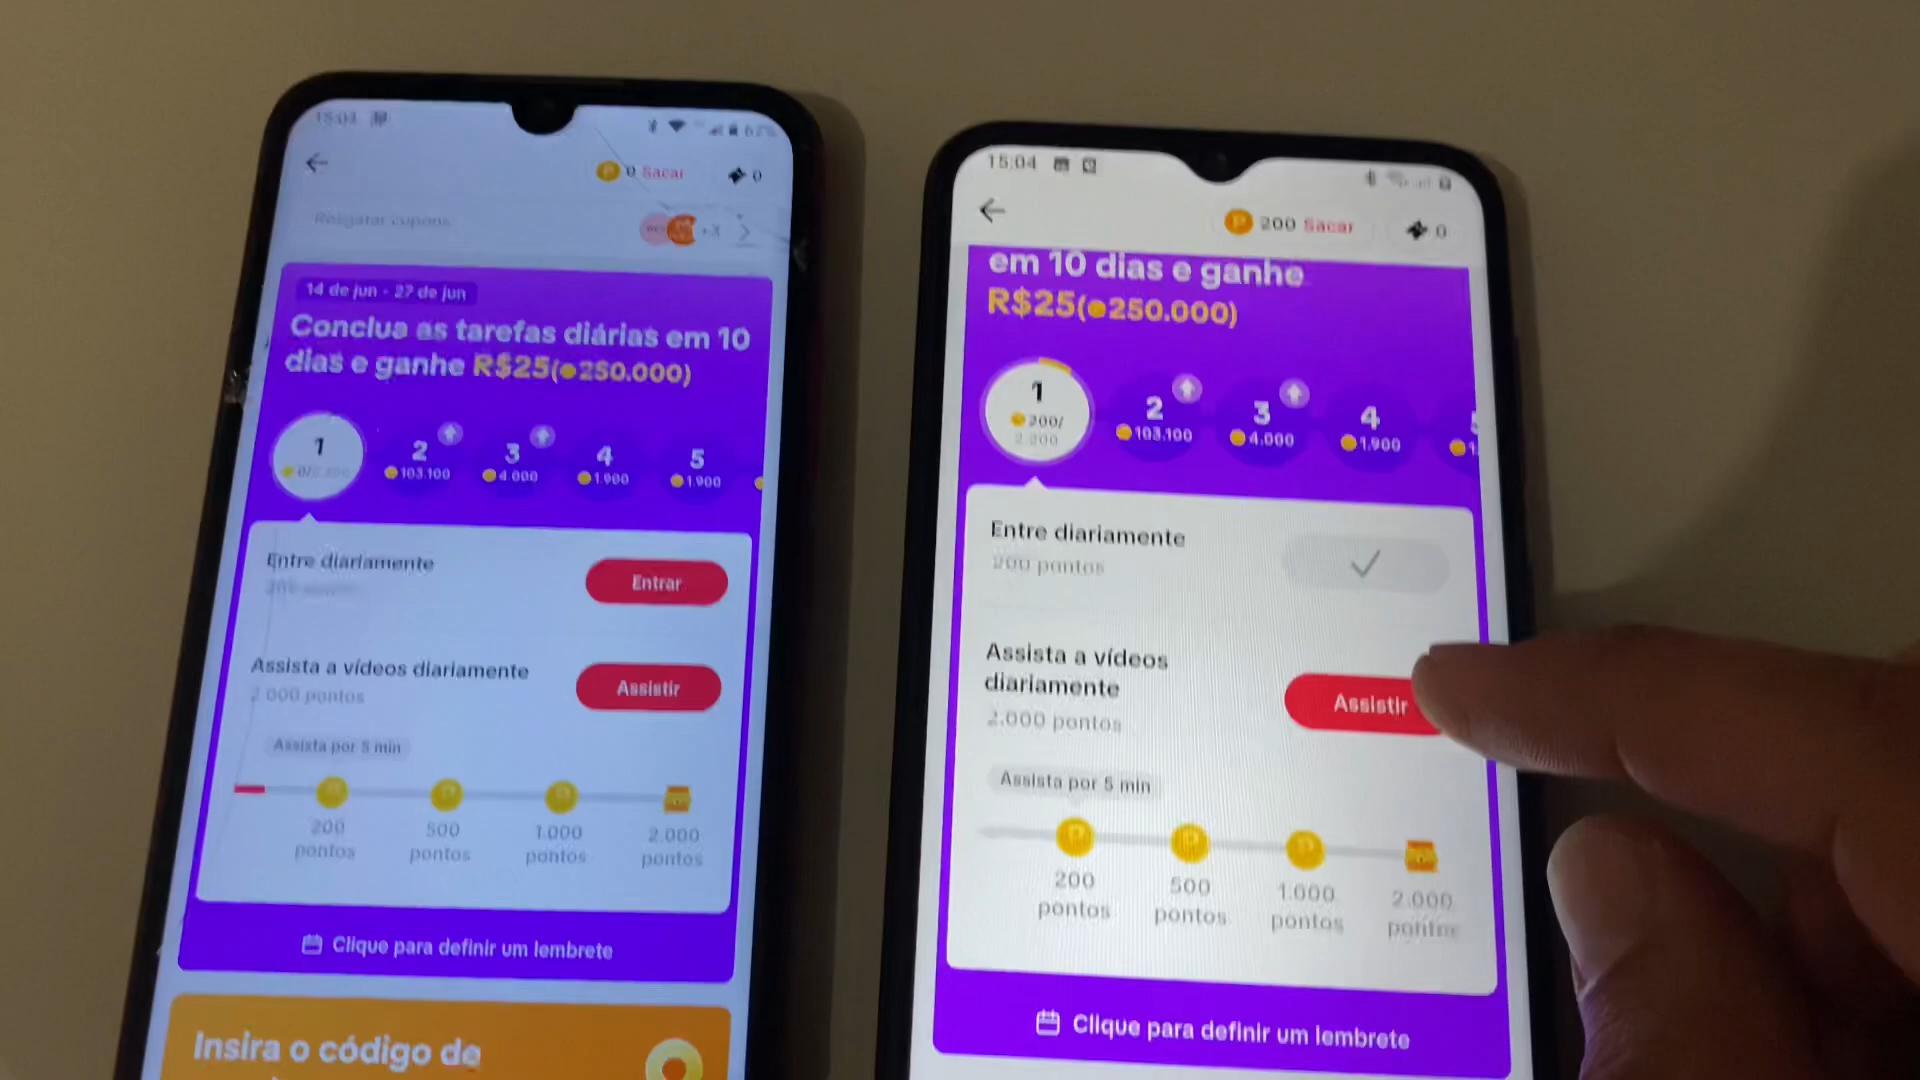 15:03
62%
0 Sacar
0
Resgatar cupons
+3
14 de jun - 27 de jun
Conclua as tarefas diárias em 10
dias e ganhe R$25(250.000)
1
2
103.100
3
4.000
4
1.900
5
1.900
Entre diariamente
Entrar
Assista a vídeos diariamente
2.000 pontos
Assistir
Assista por 5 min
200
pontos
500
pontos
1.000
pontos
2.000
pontos
Clique para definir um lembrete
Insira o código de
15:04
200 Sacar
0
em 10 dias e ganhe
R$25(250.000)
1
200/
2.200
2
103.100
3
4.000
4
1.900
Entre diariamente
200 pontos
Assista a vídeos
diariamente
2.000 pontos
Assistir
Assista por 5 min
200
pontos
500
pontos
1.000
pontos
2.000
pontos
Clique para definir um lembrete